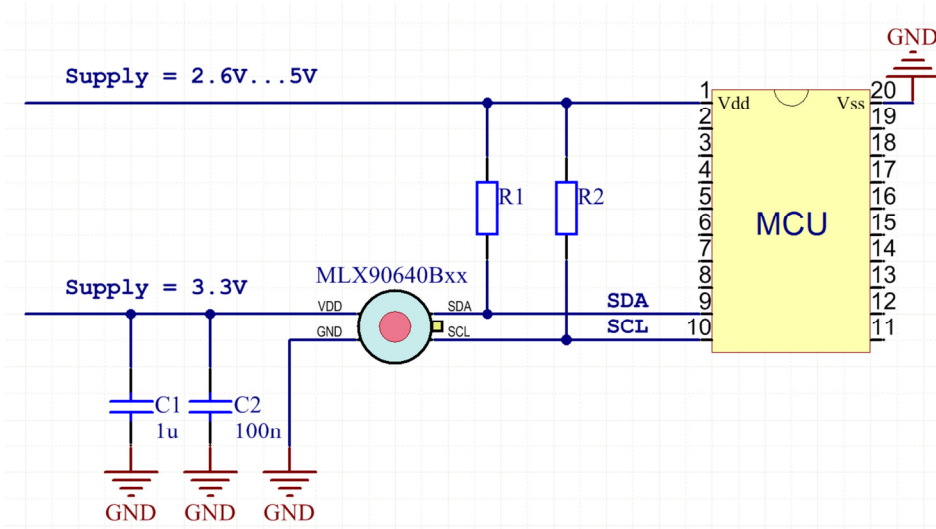 GND
Supply = 2.6V...5V
1
20
Vdd
Vss
2
19
3
18
4
17
5
16
R1
R2
6
15
MCU
7
14
8
13
MLX90640Bxx
Supply = 3.3V
VDD
SDA
SDA
9
12
GND
SCL
SCL
10
11
C1
C2
1u
100n
GND
GND
GND